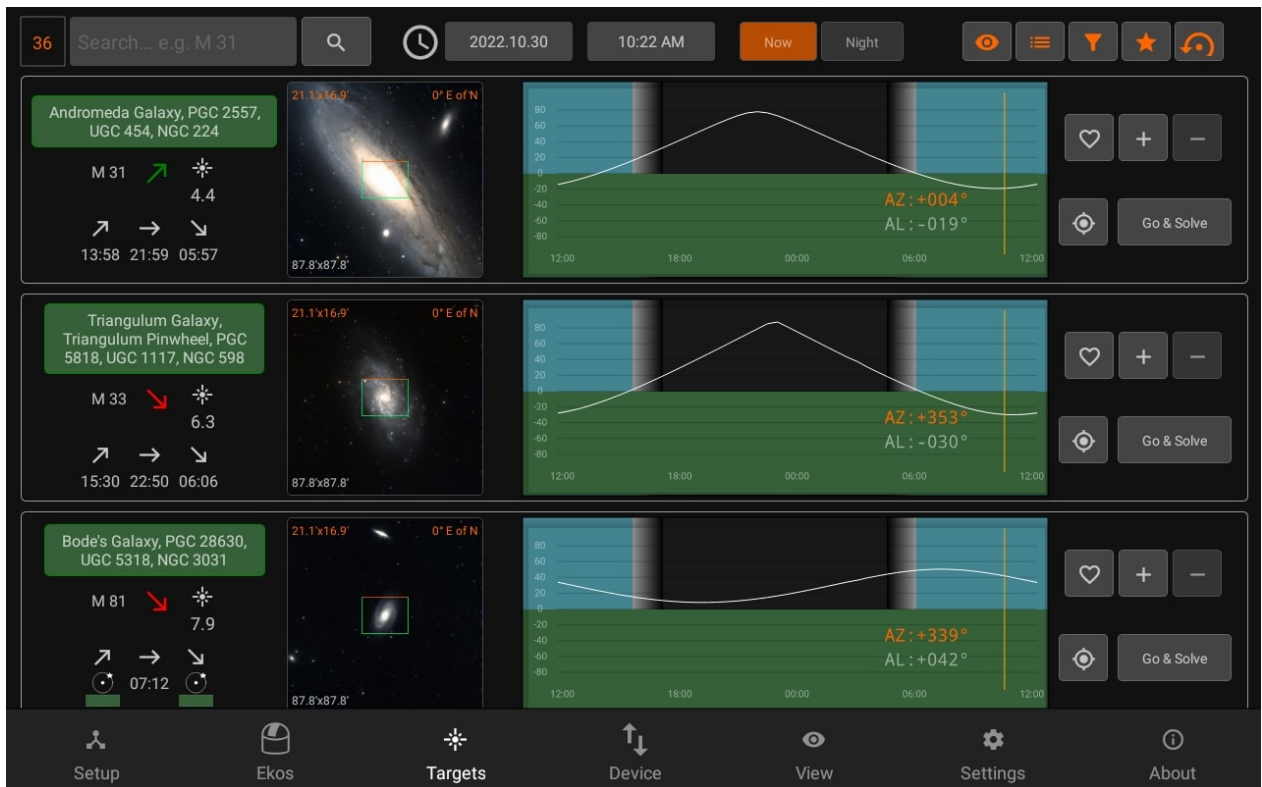 36
Search... e.g. M 31
2022.10.30
10:22 AM
Now
Night
Andromeda Galaxy, PGC 2557,
UGC 454, NGC 224
M 31
4.4
13:58 21:59 05:57
21.1'x16.9'
0° E of N
87.8'x87.8'
80
60
40
20
0
-20
-40
-60
-80
AZ:+004°
AL:-019°
12:00 18:00 00:00 06:00 12:00
Go & Solve
Triangulum Galaxy,
Triangulum Pinwheel, PGC
5818, UGC 1117, NGC 598
M 33
6.3
15:30 22:50 06:06
21.1'x16.9'
0° E of N
87.8'x87.8'
80
60
40
20
0
-20
-40
-60
-80
AZ:+353°
AL:-030°
12:00 18:00 00:00 06:00 12:00
Go & Solve
Bode's Galaxy, PGC 28630,
UGC 5318, NGC 3031
M 81
7.9
07:12
21.1'x16.9'
0° E of N
87.8'x87.8'
80
60
40
20
0
-20
-40
-60
-80
AZ:+339°
AL:+042°
12:00 18:00 00:00 06:00 12:00
Go & Solve
Setup
Ekos
Targets
Device
View
Settings
About